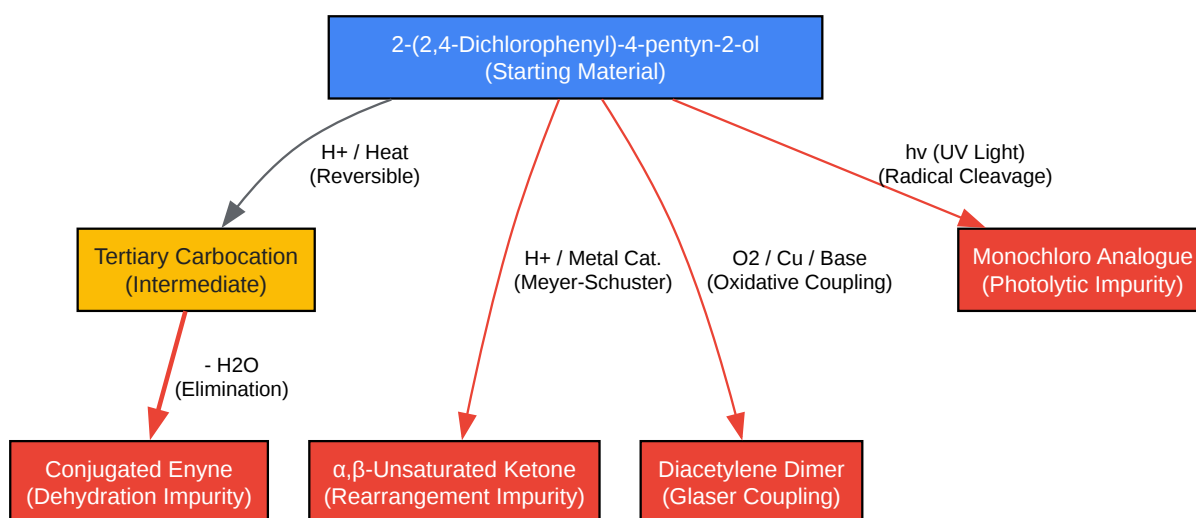 2-(2,4-Dichlorophenyl)-4-pentyn-2-ol
(Starting Material)
H+ / Heat
(Reversible)
hv (UV Light)
(Radical Cleavage)
Tertiary Carbocation
(Intermediate)
H+ / Metal Cat.
(Meyer-Schuster)
O2 / Cu / Base
(Oxidative Coupling)
Monochloro Analogue
(Photolytic Impurity)
- H2O
(Elimination)
Conjugated Enyne
(Dehydration Impurity)
α,β-Unsaturated Ketone
(Rearrangement Impurity)
Diacetylene Dimer
(Glaser Coupling)